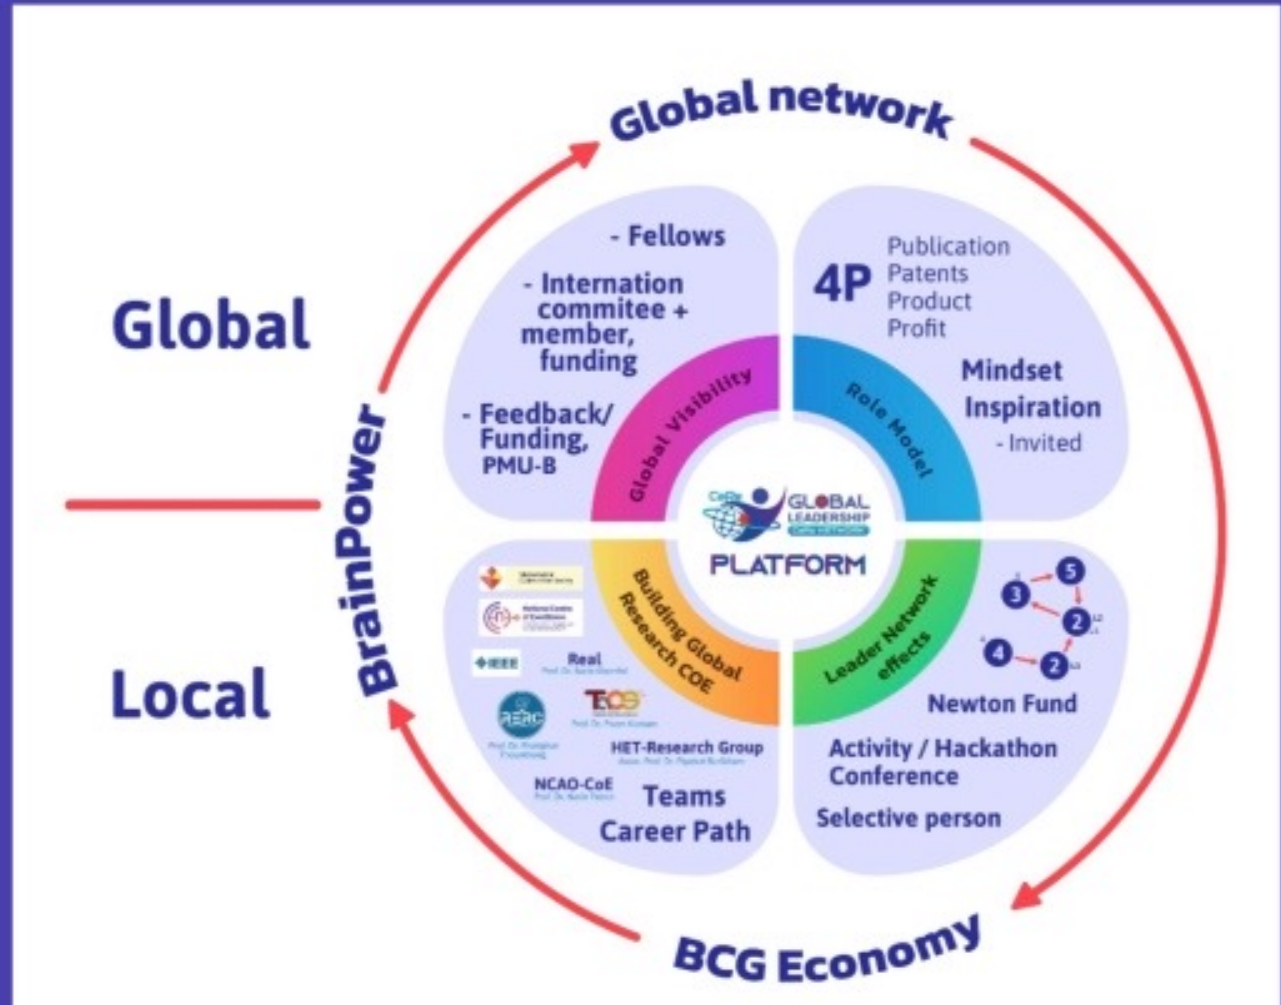 Global network
Global
Local
BrainPower
BCG Economy
- Fellows
- Internation
commitee +
member,
funding
- Feedback/
Funding,
PMU-B
Global Visibility
4P
Publication
Patents
Product
Profit
Mindset
Inspiration
- Invited
Role Model
GLOBAL
LEADERSHIP
PLATFORM
Building Global
Research COE
IEEE
Real
TaCS
RERC
HET-Research Group
NCAO-CoE
Teams
Career Path
Leader Network
effects
5
3
2
4
2
Newton Fund
Activity / Hackathon
Conference
Selective person